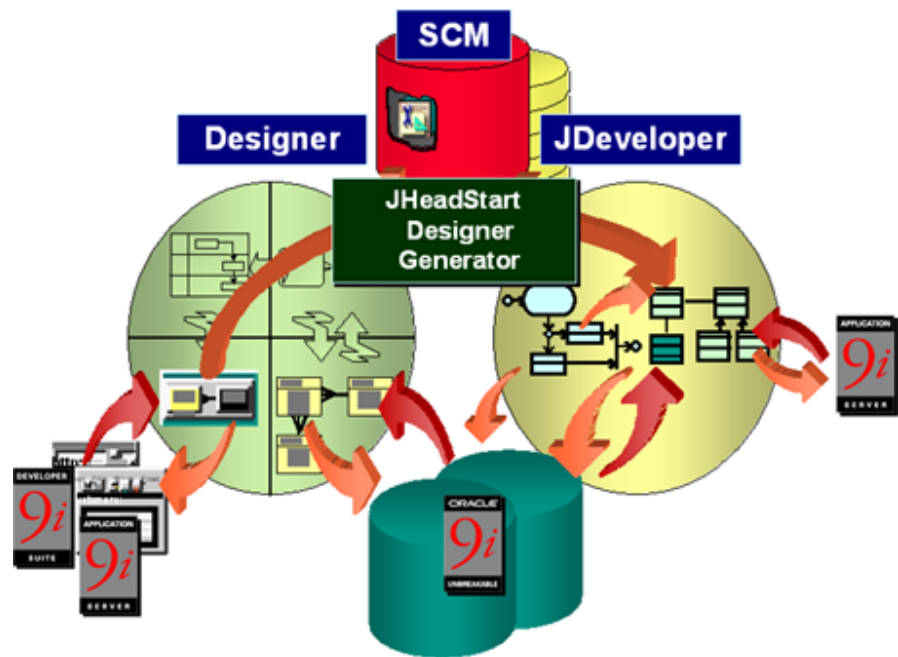 SCM
Designer
JDeveloper
JHeadStart
Designer
Generator
APPLICATION
9i
SERVER
DEVELOPER
9i
SUITE
APPLICATION
9i
SERVER
ORACLE
9i
UNBREAKABLE